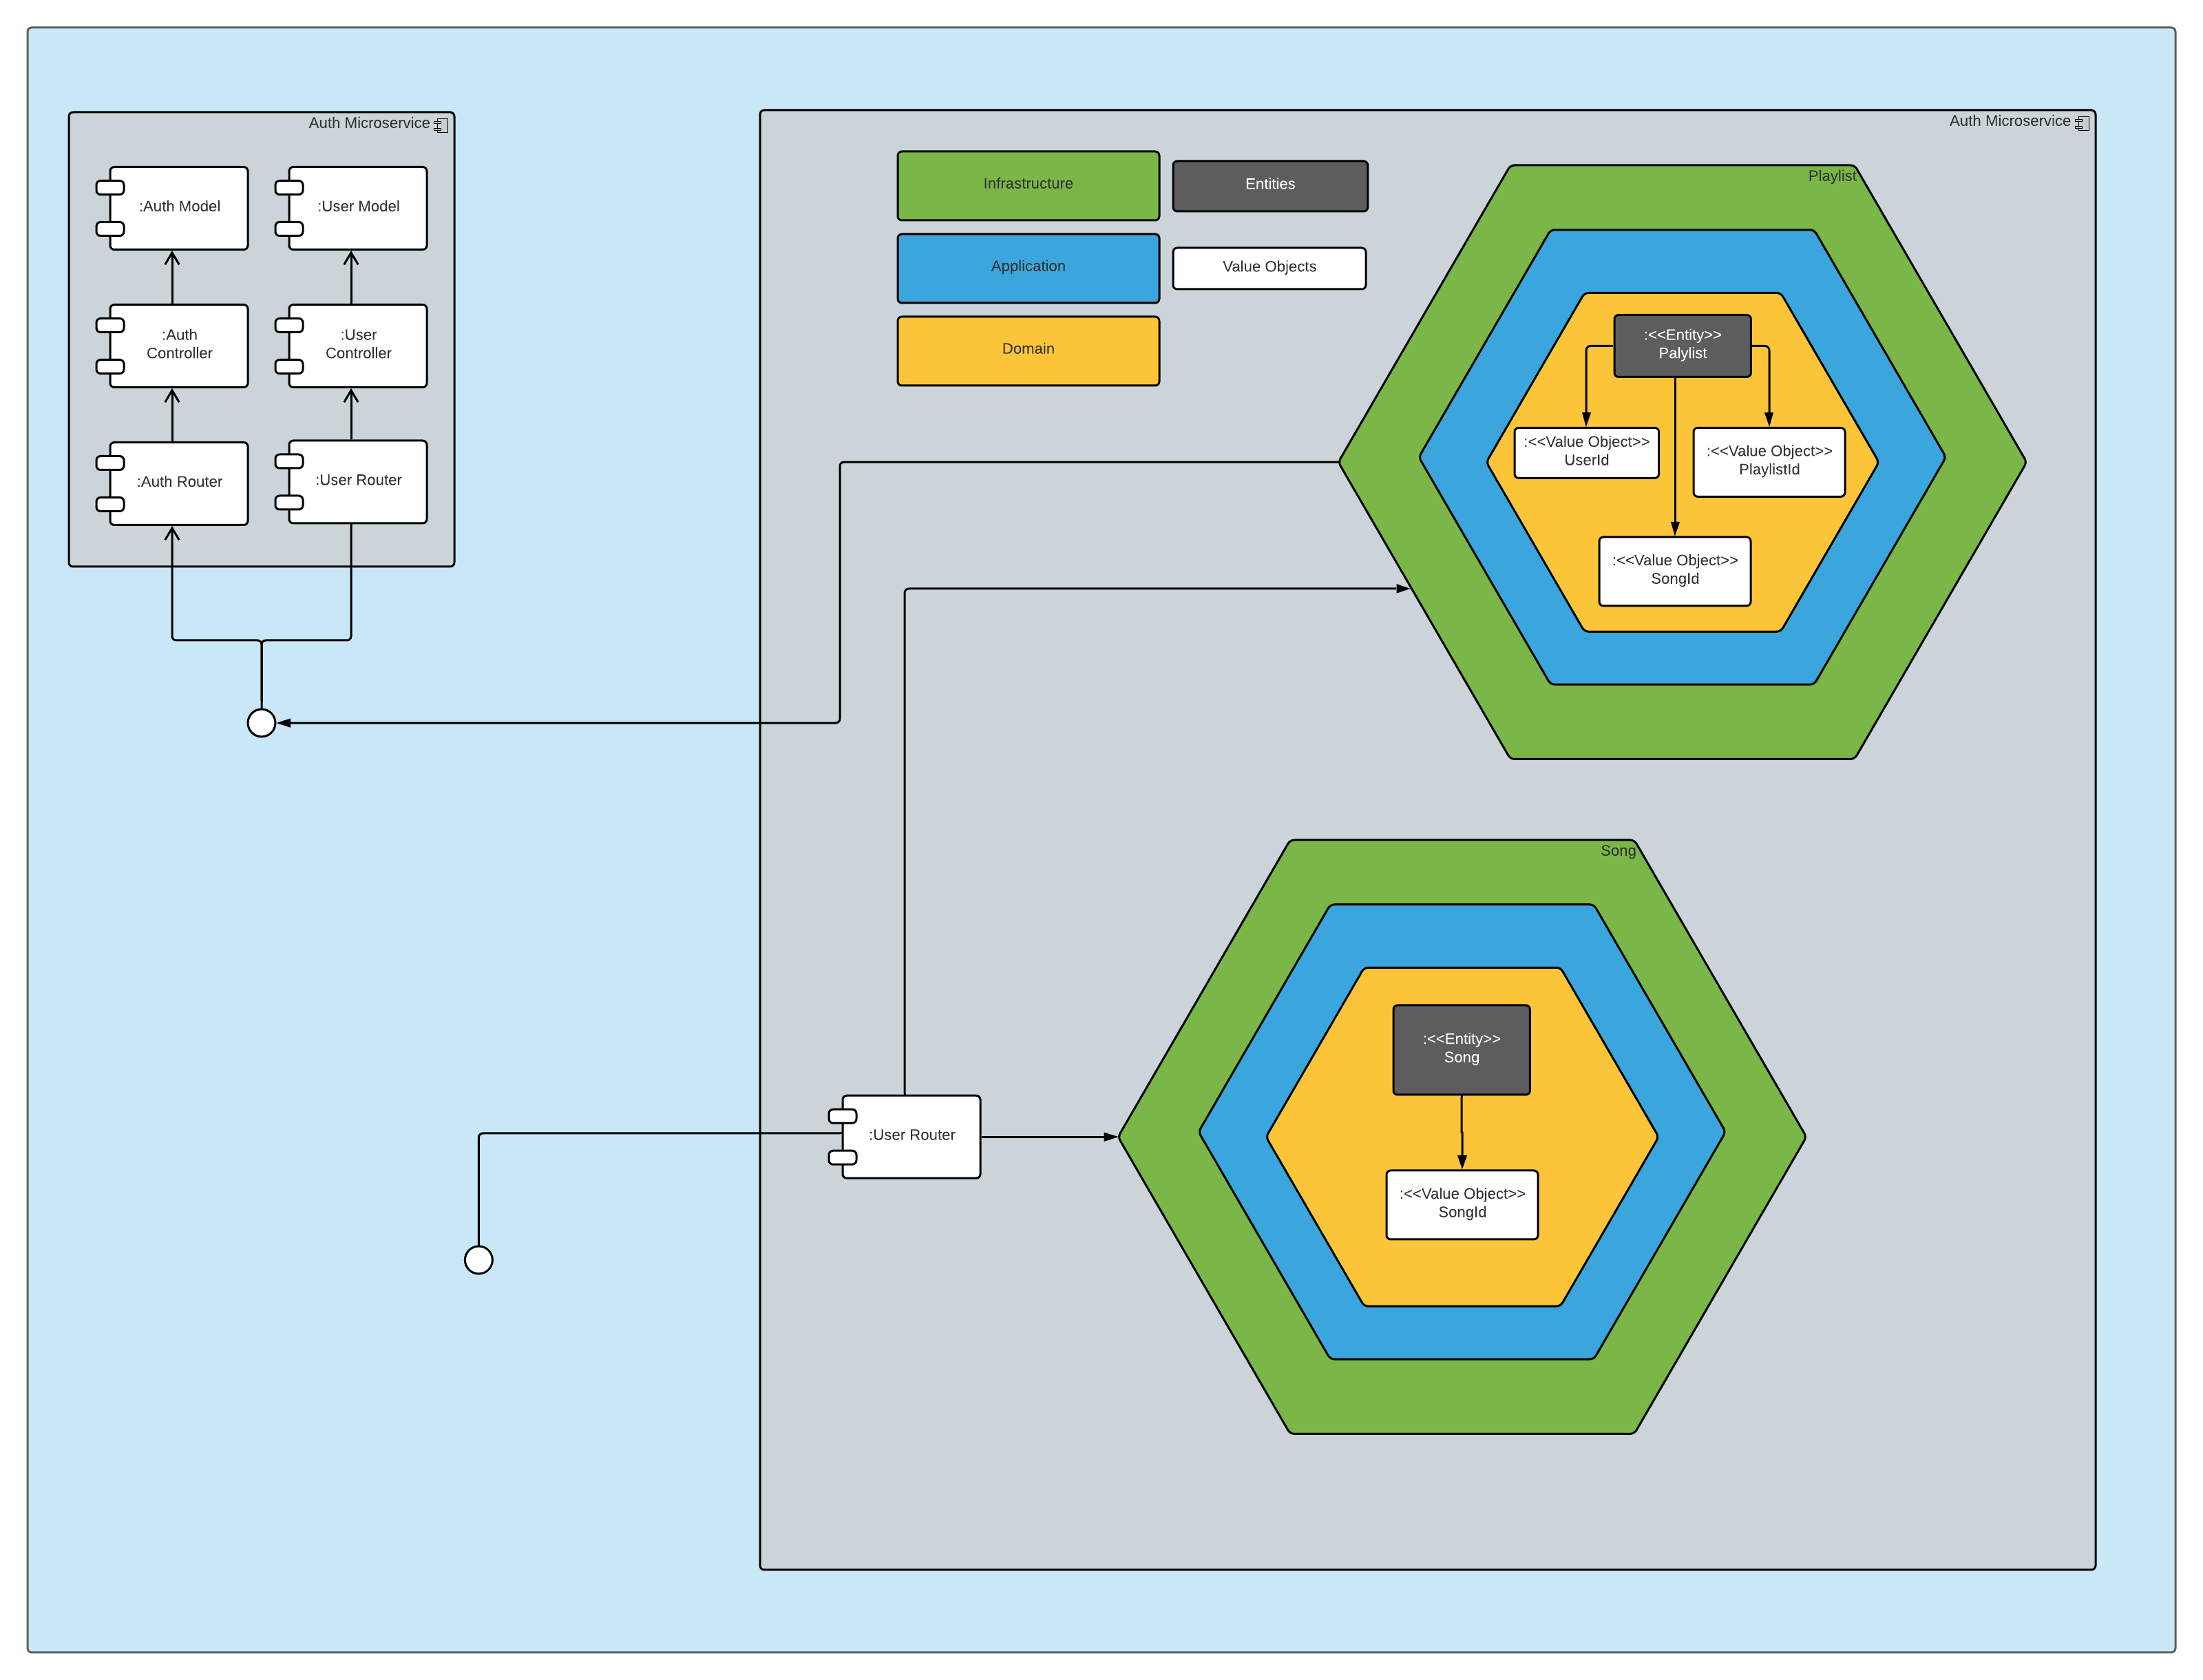 Auth Microservice
:Auth Model
:User Model
:Auth
Controller
:User
Controller
:Auth Router
:User Router
Auth Microservice
Infrastructure
Entities
Application
Value Objects
Domain
Playlist
:<<Entity>>
Palylist
:<<Value Object>>
UserId
:<<Value Object>>
PlaylistId
:<<Value Object>>
SongId
Song
:<<Entity>>
Song
:User Router
:<<Value Object>>
SongId